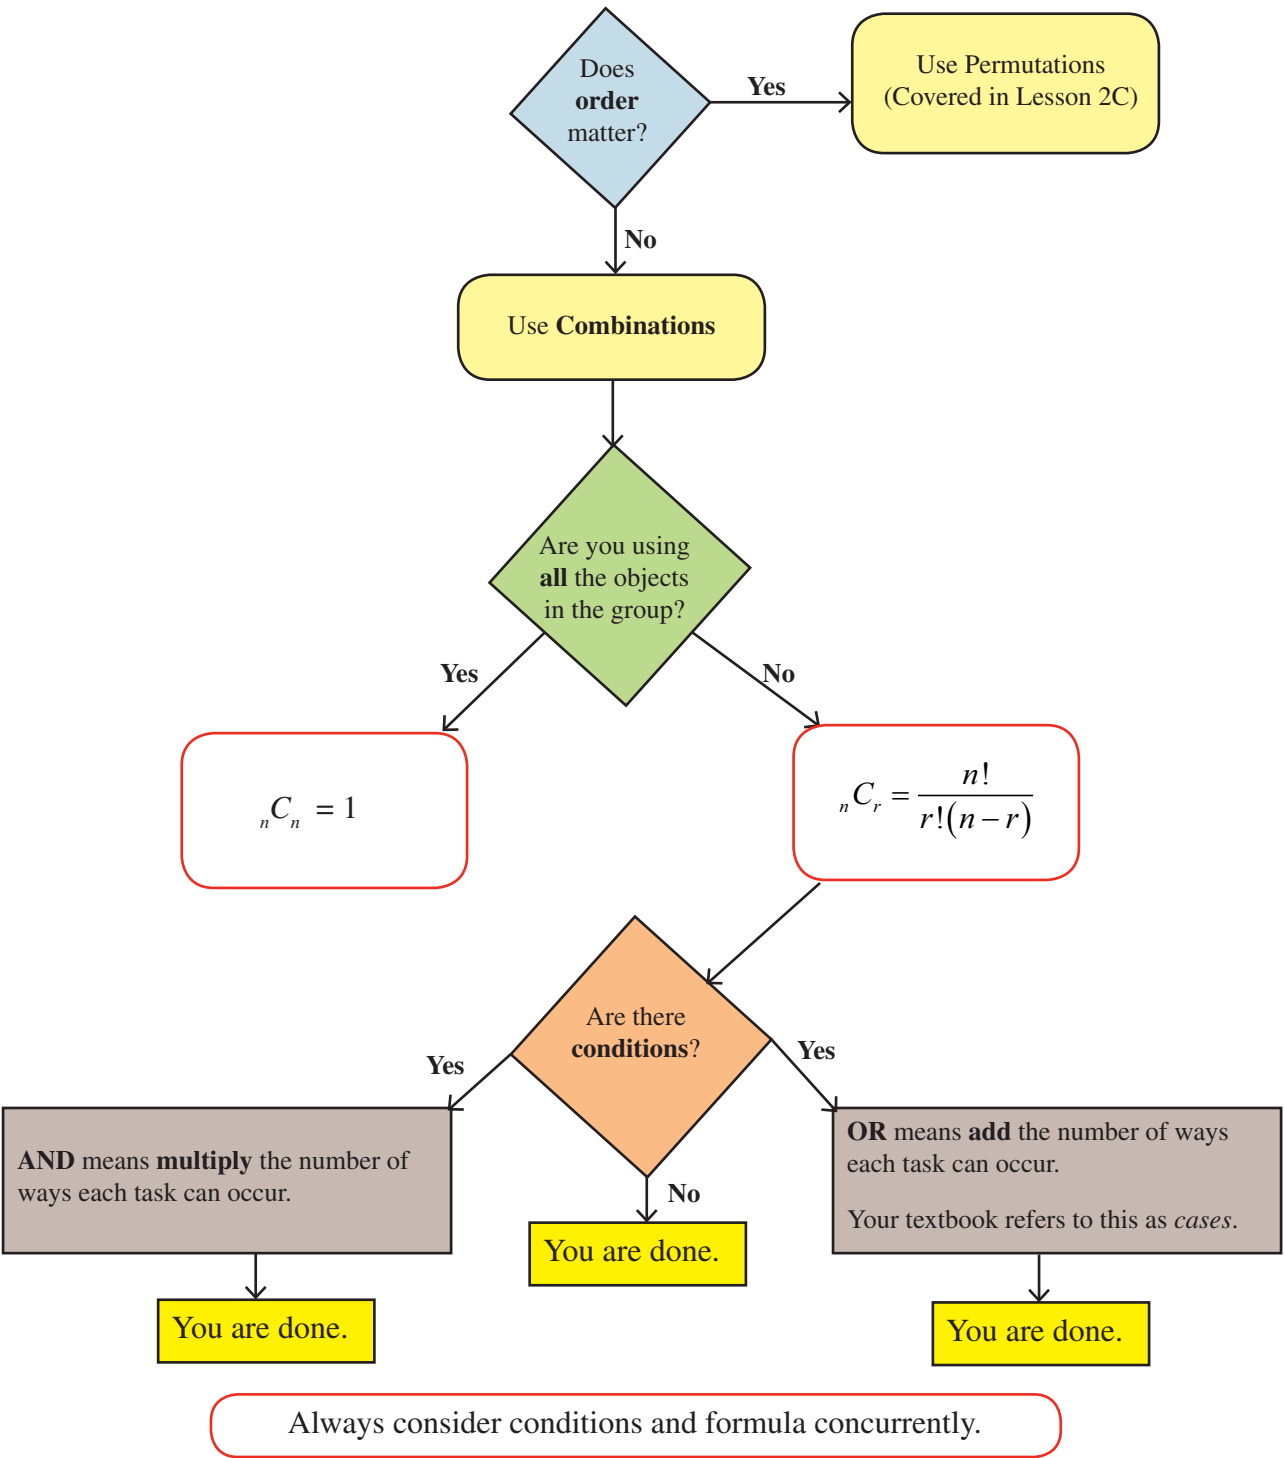 Does
order
matter?
Yes
Use Permutations
(Covered in Lesson 2C)
No
Use Combinations
Are you using
all the objects
in the group?
Yes
No
nCn = 1
nCr = n! / r!(n − r)
Are there
conditions?
Yes
Yes
AND means multiply the number of
ways each task can occur.
No
OR means add the number of ways
each task can occur.
Your textbook refers to this as cases.
You are done.
You are done.
You are done.
Always consider conditions and formula concurrently.